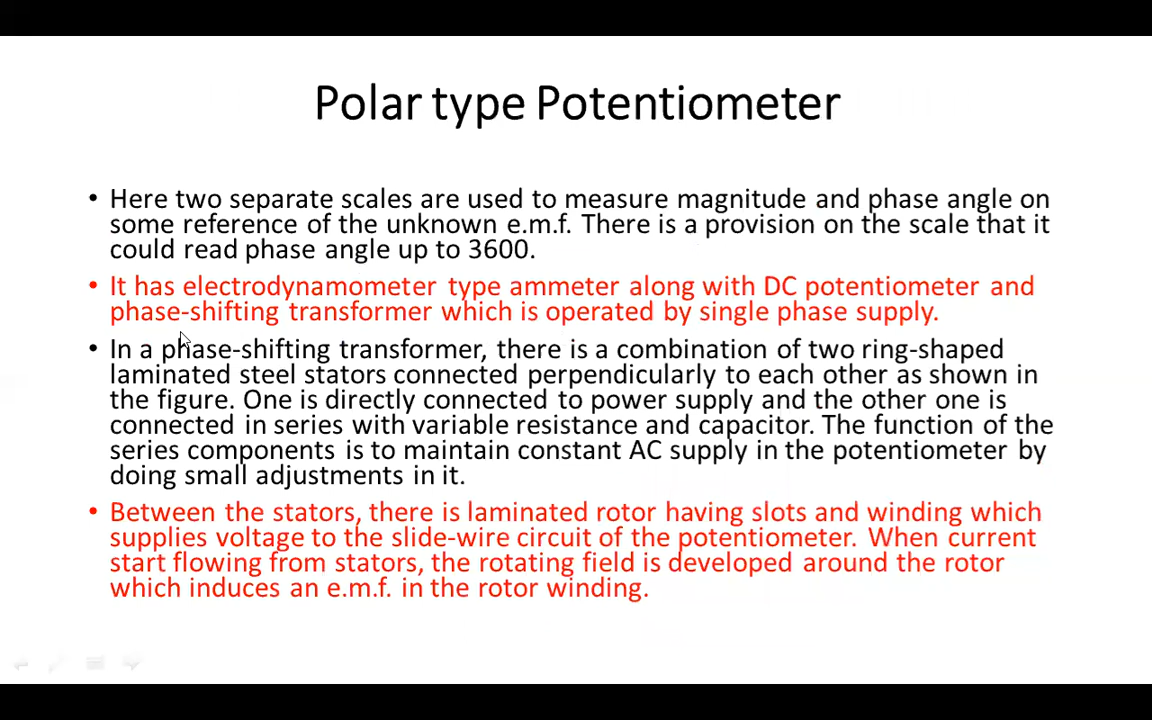 Polar type Potentiometer
• Here two separate scales are used to measure magnitude and phase angle on
some reference of the unknown e.m.f. There is a provision on the scale that it
could read phase angle up to 3600.
• It has electrodynamometer type ammeter along with DC potentiometer and
phase-shifting transformer which is operated by single phase supply.
• In a phase-shifting transformer, there is a combination of two ring-shaped
laminated steel stators connected perpendicularly to each other as shown in
the figure. One is directly connected to power supply and the other one is
connected in series with variable resistance and capacitor. The function of the
series components is to maintain constant AC supply in the potentiometer by
doing small adjustments in it.
• Between the stators, there is laminated rotor having slots and winding which
supplies voltage to the slide-wire circuit of the potentiometer. When current
start flowing from stators, the rotating field is developed around the rotor
which induces an e.m.f. in the rotor winding.